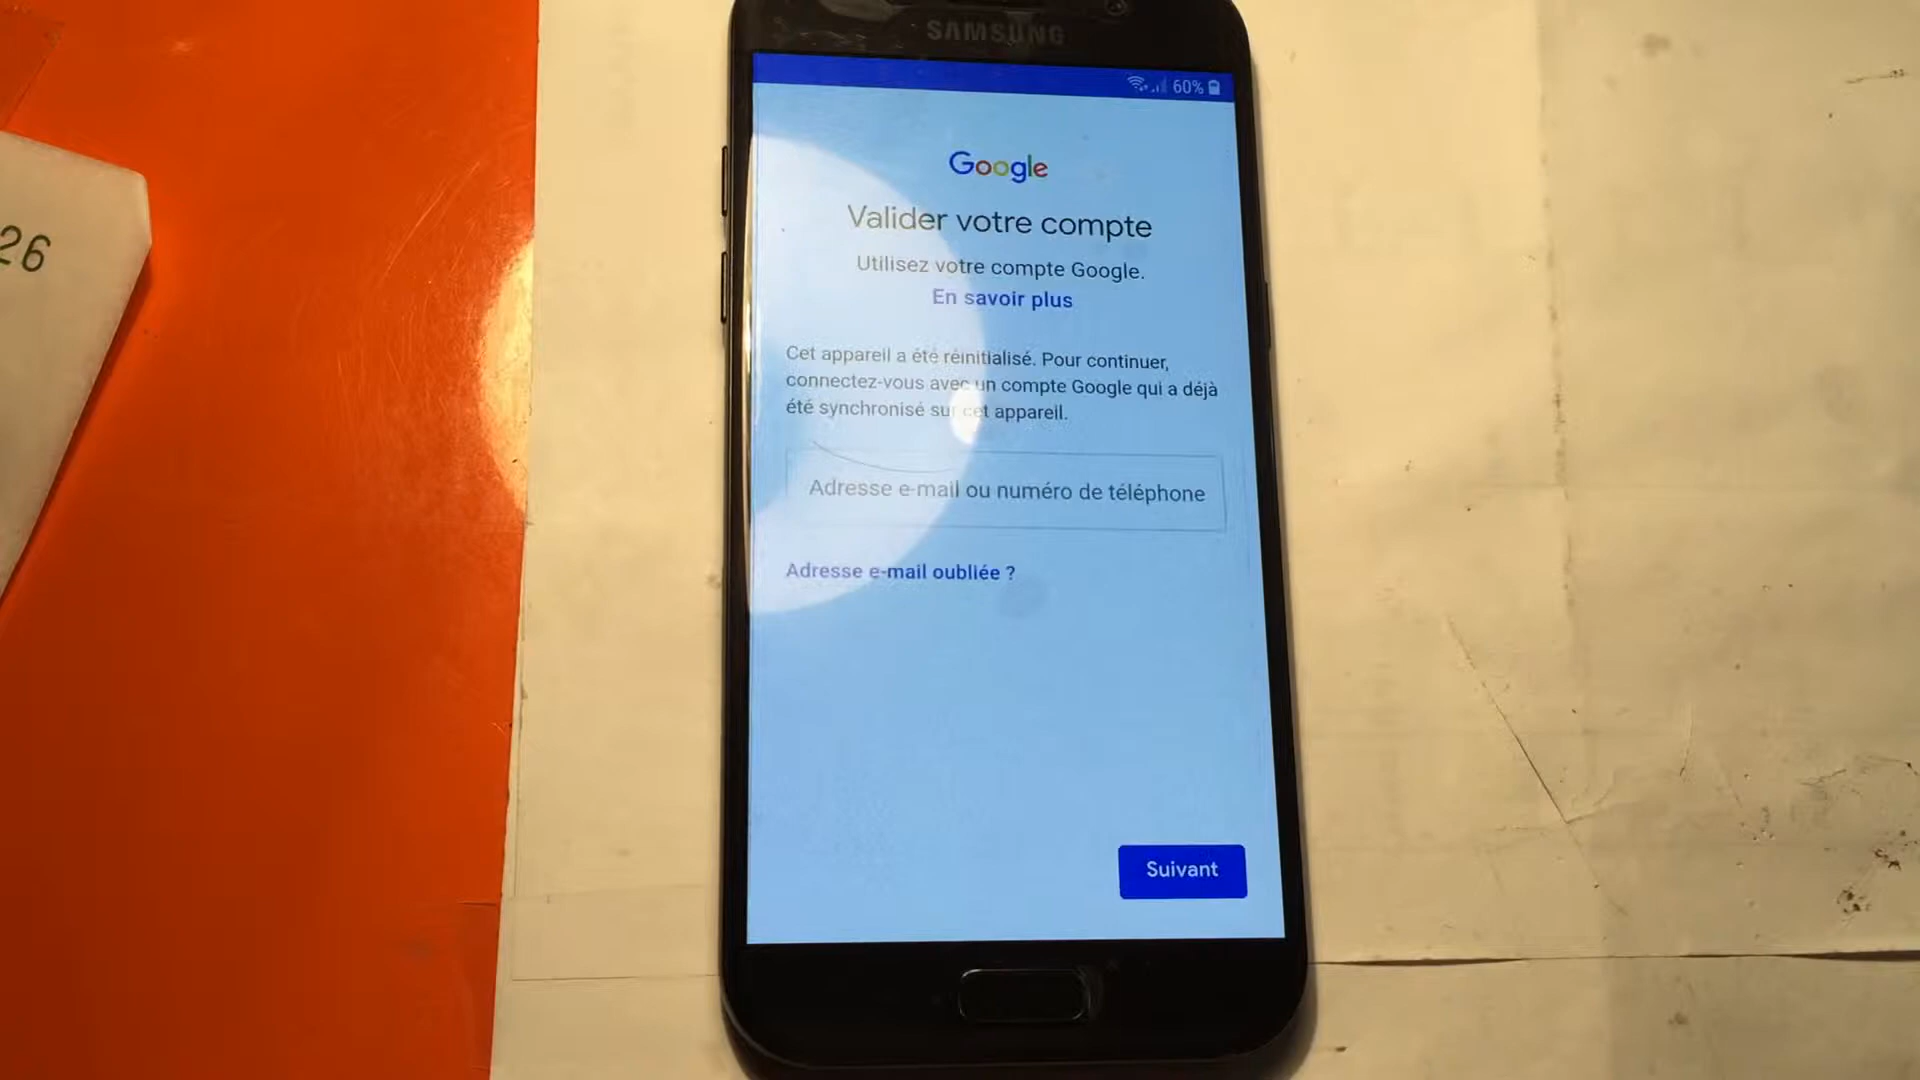 SAMSUNG
60%
Google
Valider votre compte
Utilisez votre compte Google.
En savoir plus
Cet appareil a été réinitialisé. Pour continuer,
connectez-vous avec un compte Google qui a déjà
été synchronisé sur cet appareil.
Adresse e-mail ou numéro de téléphone
Adresse e-mail oubliée ?
Suivant
26